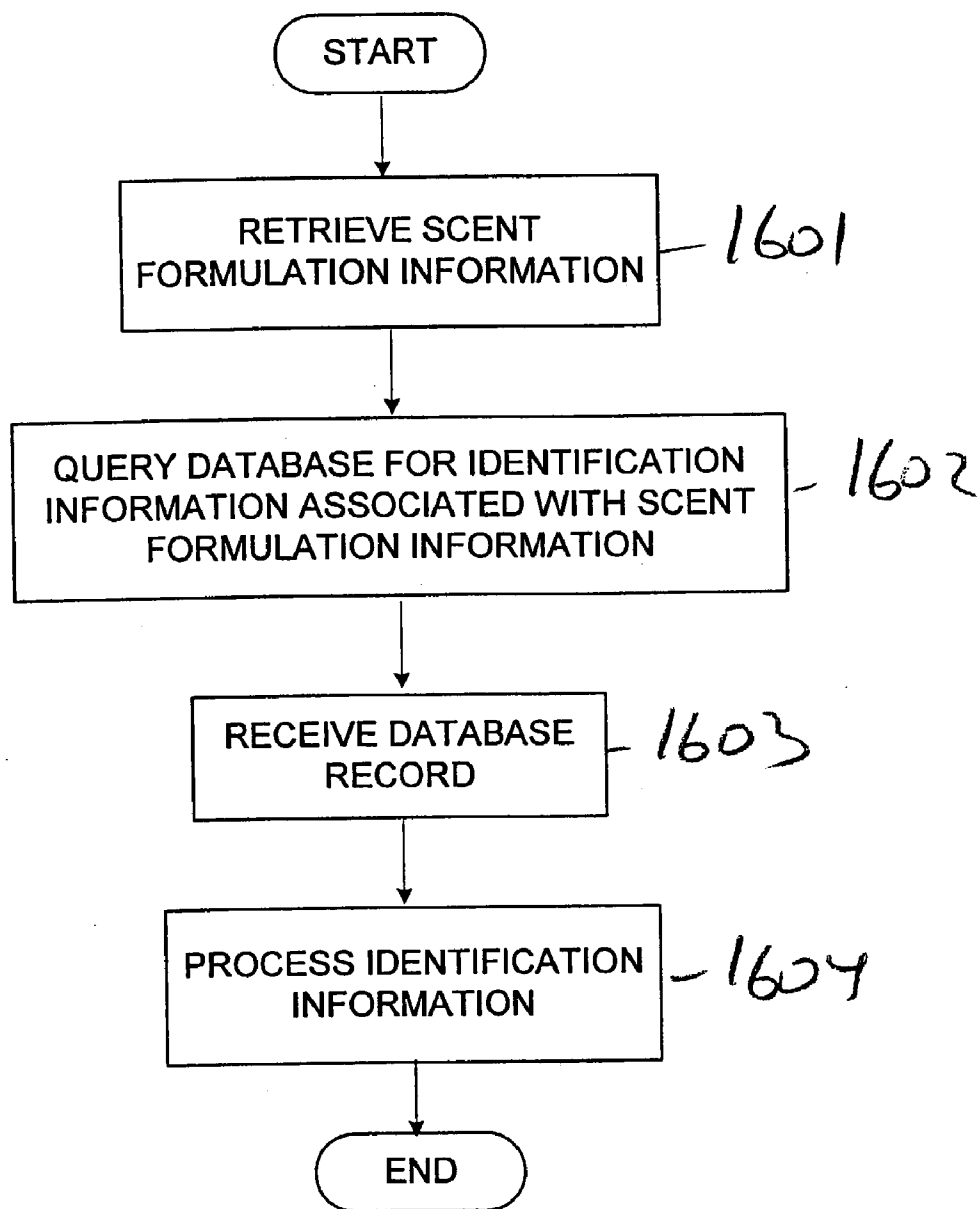 START
RETRIEVE SCENT
FORMULATION INFORMATION
1601
QUERY DATABASE FOR IDENTIFICATION
INFORMATION ASSOCIATED WITH SCENT
FORMULATION INFORMATION
1602
RECEIVE DATABASE
RECORD
1603
PROCESS IDENTIFICATION
INFORMATION
1604
END